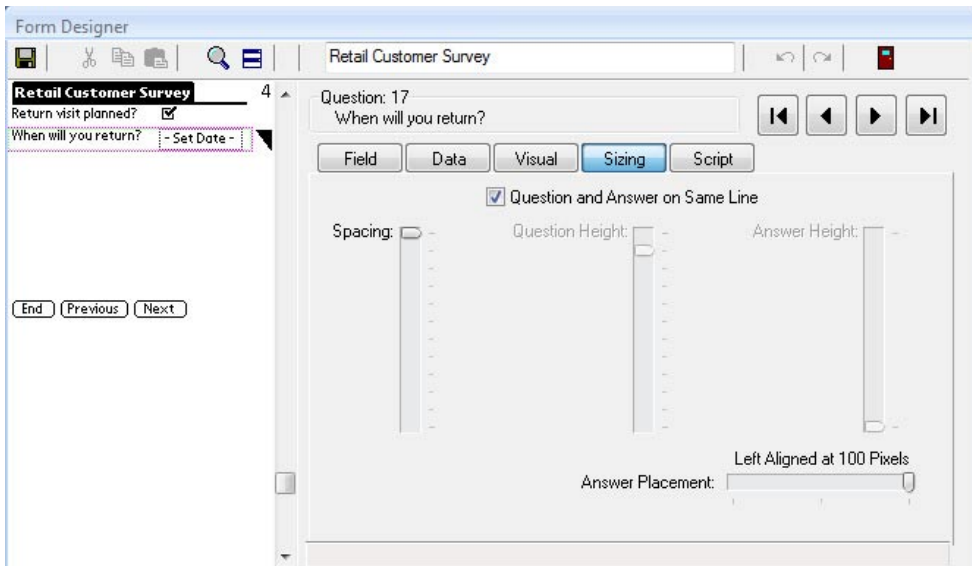 Form Designer
Retail Customer Survey
Retail Customer Survey 4
Return visit planned?
When will you return? - Set Date -
End Previous Next
Question: 17
When will you return?
Field Data Visual Sizing Script
Question and Answer on Same Line
Spacing: Question Height: Answer Height:
Left Aligned at 100 Pixels
Answer Placement: